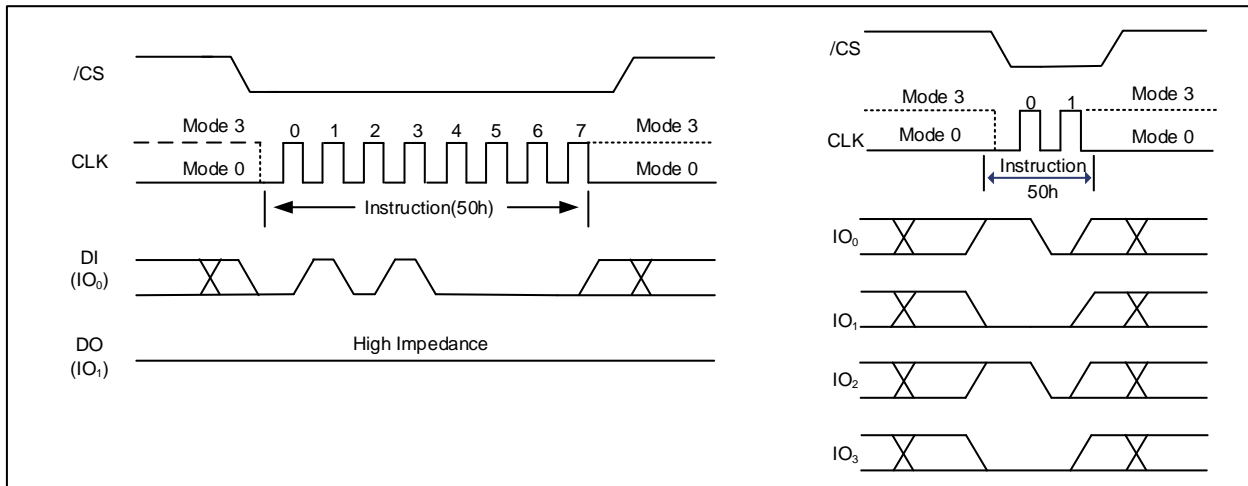 /CS
Mode 3
0 1 2 3 4 5 6 7
Mode 3
CLK
Mode 0
Mode 0
Instruction(50h)
DI
(IO₀)
DO
(IO₁)
High Impedance
/CS
Mode 3
0 1
Mode 3
CLK
Mode 0
Mode 0
Instruction
50h
IO₀
IO₁
IO₂
IO₃